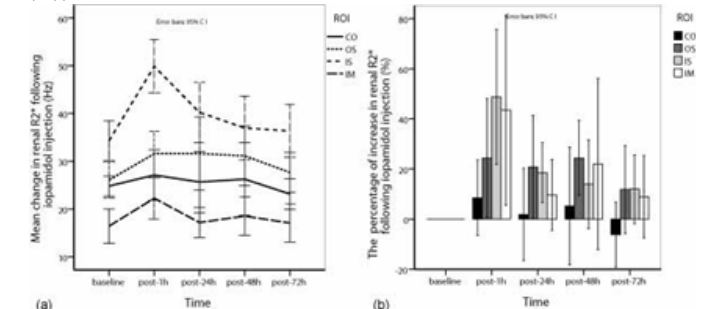 Error bars: 95% C I
Mean change in renal R2* following
iopamidol injection (Hz)
60
50
40
30
20
10
baseline
post-1h
post-24h
post-48h
post-72h
Time
(a)
ROI
CO
OS
IS
IM
Error bars: 95% C I
The percentage of increase in renal R2*
following iopamidol injection (%)
80
60
40
20
0
-20
baseline
post-1h
post-24h
post-48h
post-72h
Time
(b)
ROI
CO
OS
IS
IM